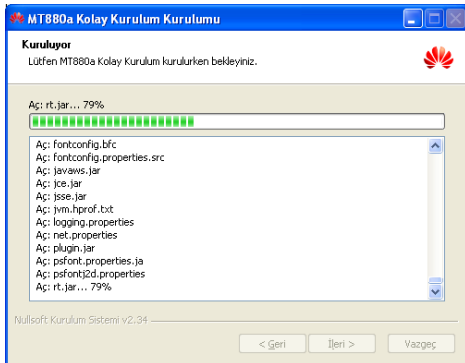 MT880a Kolay Kurulum Kurulumu
Kuruluyor
Lütfen MT880a Kolay Kurulum kurulurken bekleyiniz.
Aç: rt.jar... 79%
Aç: fontconfig.bfc
Aç: fontconfig.properties.src
Aç: javaws.jar
Aç: jce.jar
Aç: jsse.jar
Aç: jvm.hprof.txt
Aç: logging.properties
Aç: net.properties
Aç: plugin.jar
Aç: psfont.properties.ja
Aç: psfontj2d.properties
Aç: rt.jar... 79%
Nullsoft Kurulum Sistemi v2.34
< Geri İleri > Vazgeç